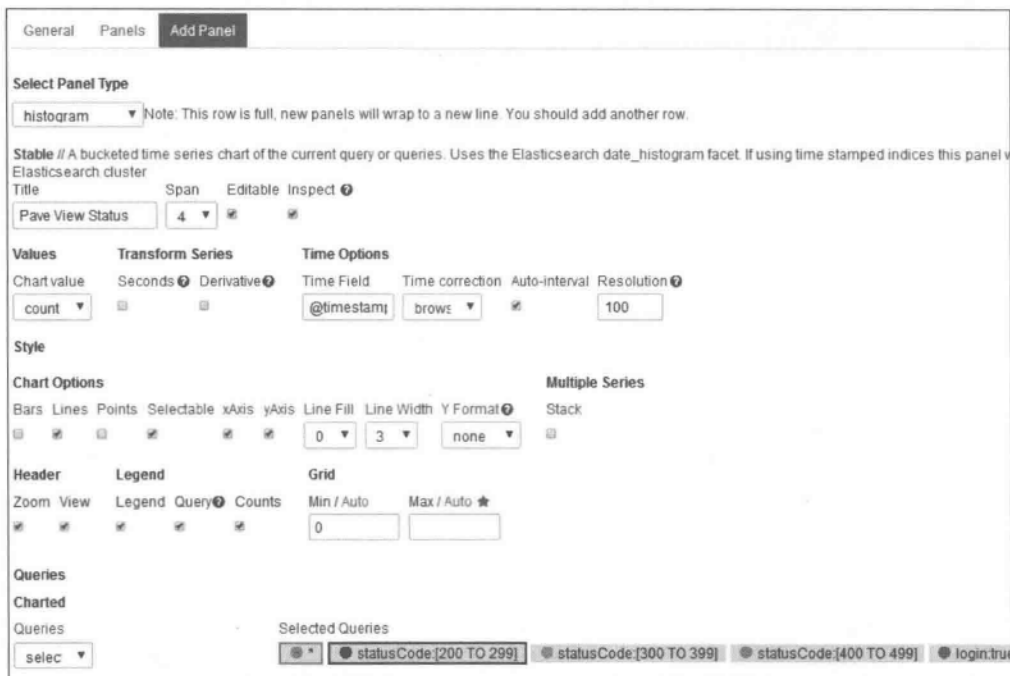 General Panels Add Panel
Select Panel Type
histogram Note: This row is full, new panels will wrap to a new line. You should add another row.
Stable // A bucketed time series chart of the current query or queries. Uses the Elasticsearch date_histogram facet. If using time stamped indices this panel
Elasticsearch cluster
Title Span Editable Inspect
Pave View Status 4
Values Transform Series Time Options
Chart value Seconds Derivative Time Field Time correction Auto-interval Resolution
count @timestamp brows 100
Style
Chart Options Multiple Series
Bars Lines Points Selectable xAxis yAxis Line Fill Line Width Y Format Stack
0 3 none
Header Legend Grid
Zoom View Legend Query Counts Min / Auto Max / Auto
0
Queries
Charted
Queries Selected Queries
selec * statusCode:[200 TO 299] statusCode:[300 TO 399] statusCode:[400 TO 499] login:true